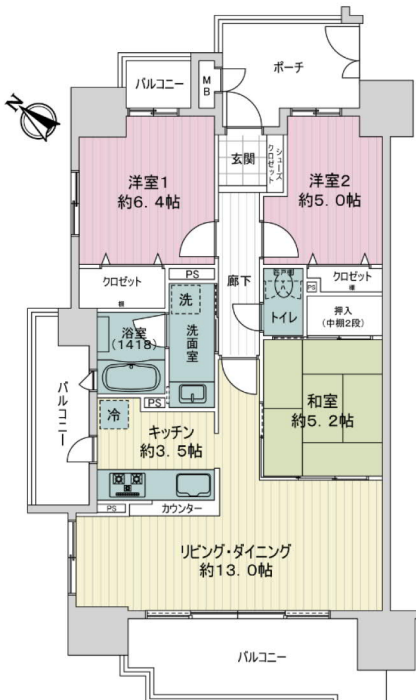 ポーチ
バルコニー
MB
N
玄関
シューズ
クロゼット
洋室1
約6.4帖
洋室2
約5.0帖
廊下
クロゼット
PS
クロゼット
PS
押入
(中棚2段)
トイレ
洗
洗面室
浴室
(1418)
バルコニー
PS
冷
キッチン
約3.5帖
和室
約5.2帖
PS
カウンター
リビング・ダイニング
約13.0帖
バルコニー